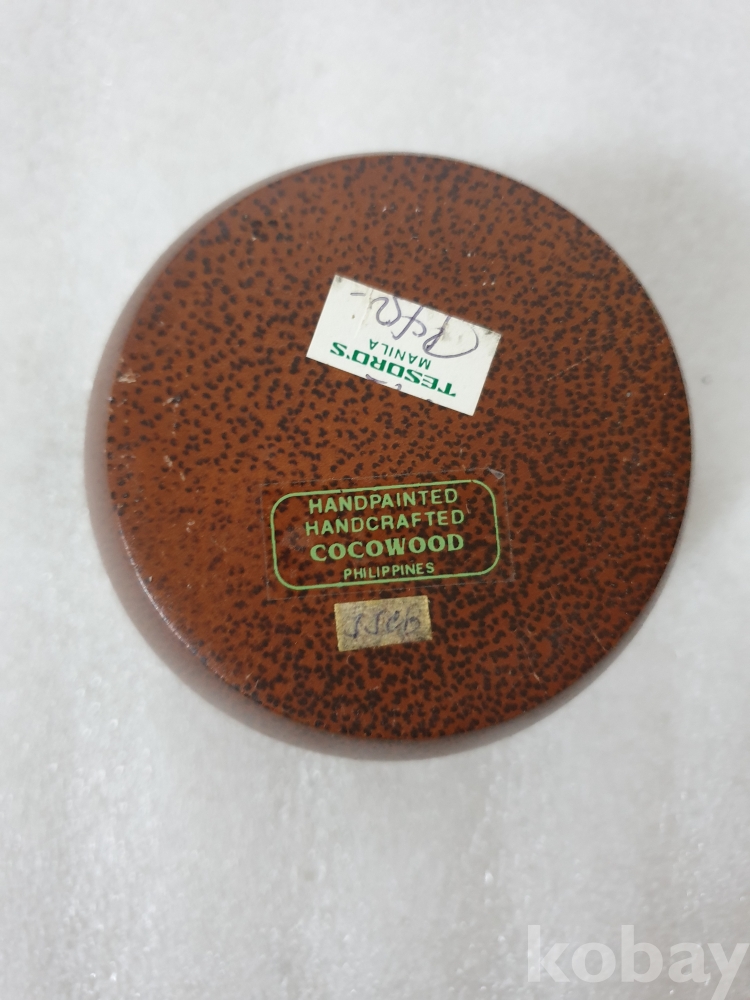 TESORO'S
MANILA
HANDPAINTED
HANDCRAFTED
COCOWOOD
PHILIPPINES
kobay